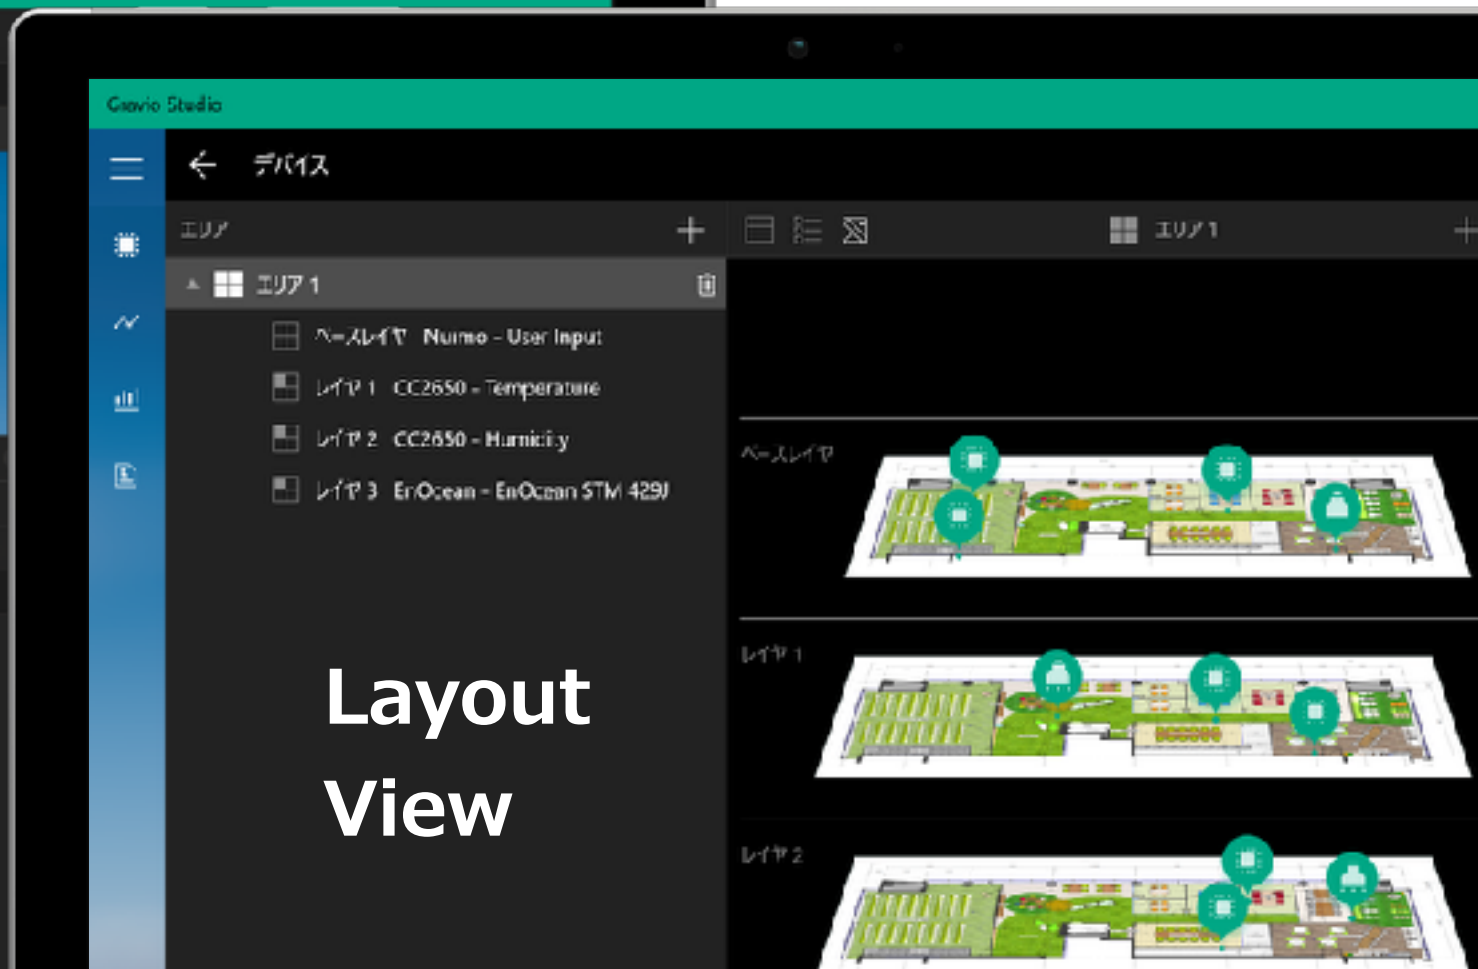 Gravio Studio
デバイス
エリア
エリア 1
エリア 1
ベースレイヤ Nuimo - User Input
レイヤ 1 CC2650 - Temperature
レイヤ 2 CC2650 - Humidity
レイヤ 3 EnOcean - EnOcean STM 429J
ベースレイヤ
レイヤ 1
レイヤ 2
Layout
View